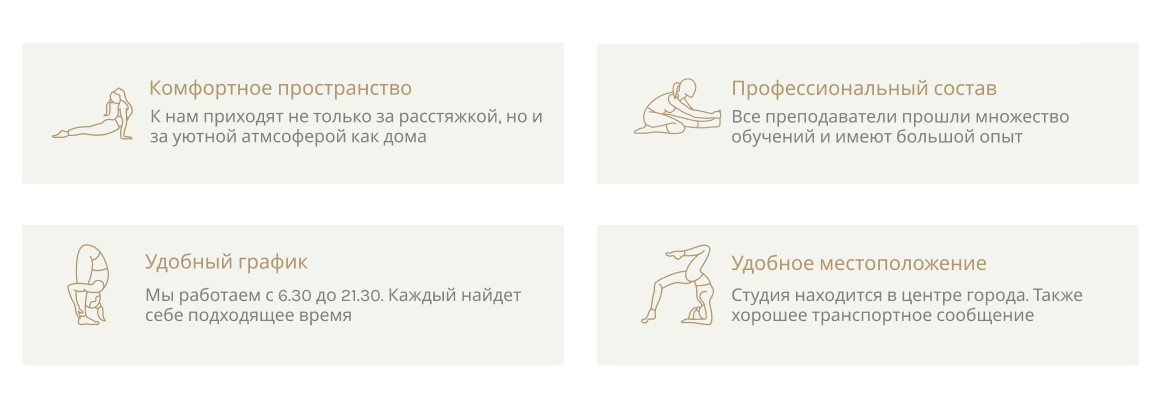 Комфортное пространство
К нам приходят не только за расстяжкой, но и
за уютной атмсоферой как дома
Профессиональный состав
Все преподаватели прошли множество
обучений и имеют большой опыт
Удобный график
Мы работаем с 6.30 до 21.30. Каждый найдет
себе подходящее время
Удобное местоположение
Студия находится в центре города. Также
хорошее транспортное сообщение